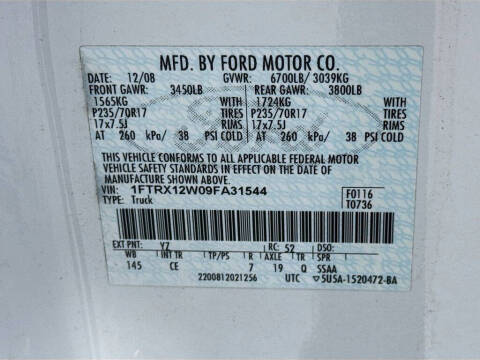 MFD. BY FORD MOTOR CO.
DATE: 12/08 GVWR: 6700LB/ 3039KG
FRONT GAWR: 3450LB REAR GAWR: 3800LB
1565KG WITH 1724KG WITH
P235/70R17 TIRES P235/70R17 TIRES
17x7.5J RIMS 17x7.5J RIMS
AT 260 kPa/ 38 PSI COLD AT 260 kPa/ 38 PSI COLD
THIS VEHICLE CONFORMS TO ALL APPLICABLE FEDERAL MOTOR
VEHICLE SAFETY STANDARDS IN EFFECT ON THE DATE OF
MANUFACTURE SHOWN ABOVE.
VIN: 1FTRX12W09FA31544 F0116
TYPE: Truck T0736
EXT PNT: YZ RC: 52 DSO:
WB INT TR TP/PS R AXLE TR SPR
145 CE 7 19 Q SSAA
2200812021256 UTC 5U5A-1520472-BA